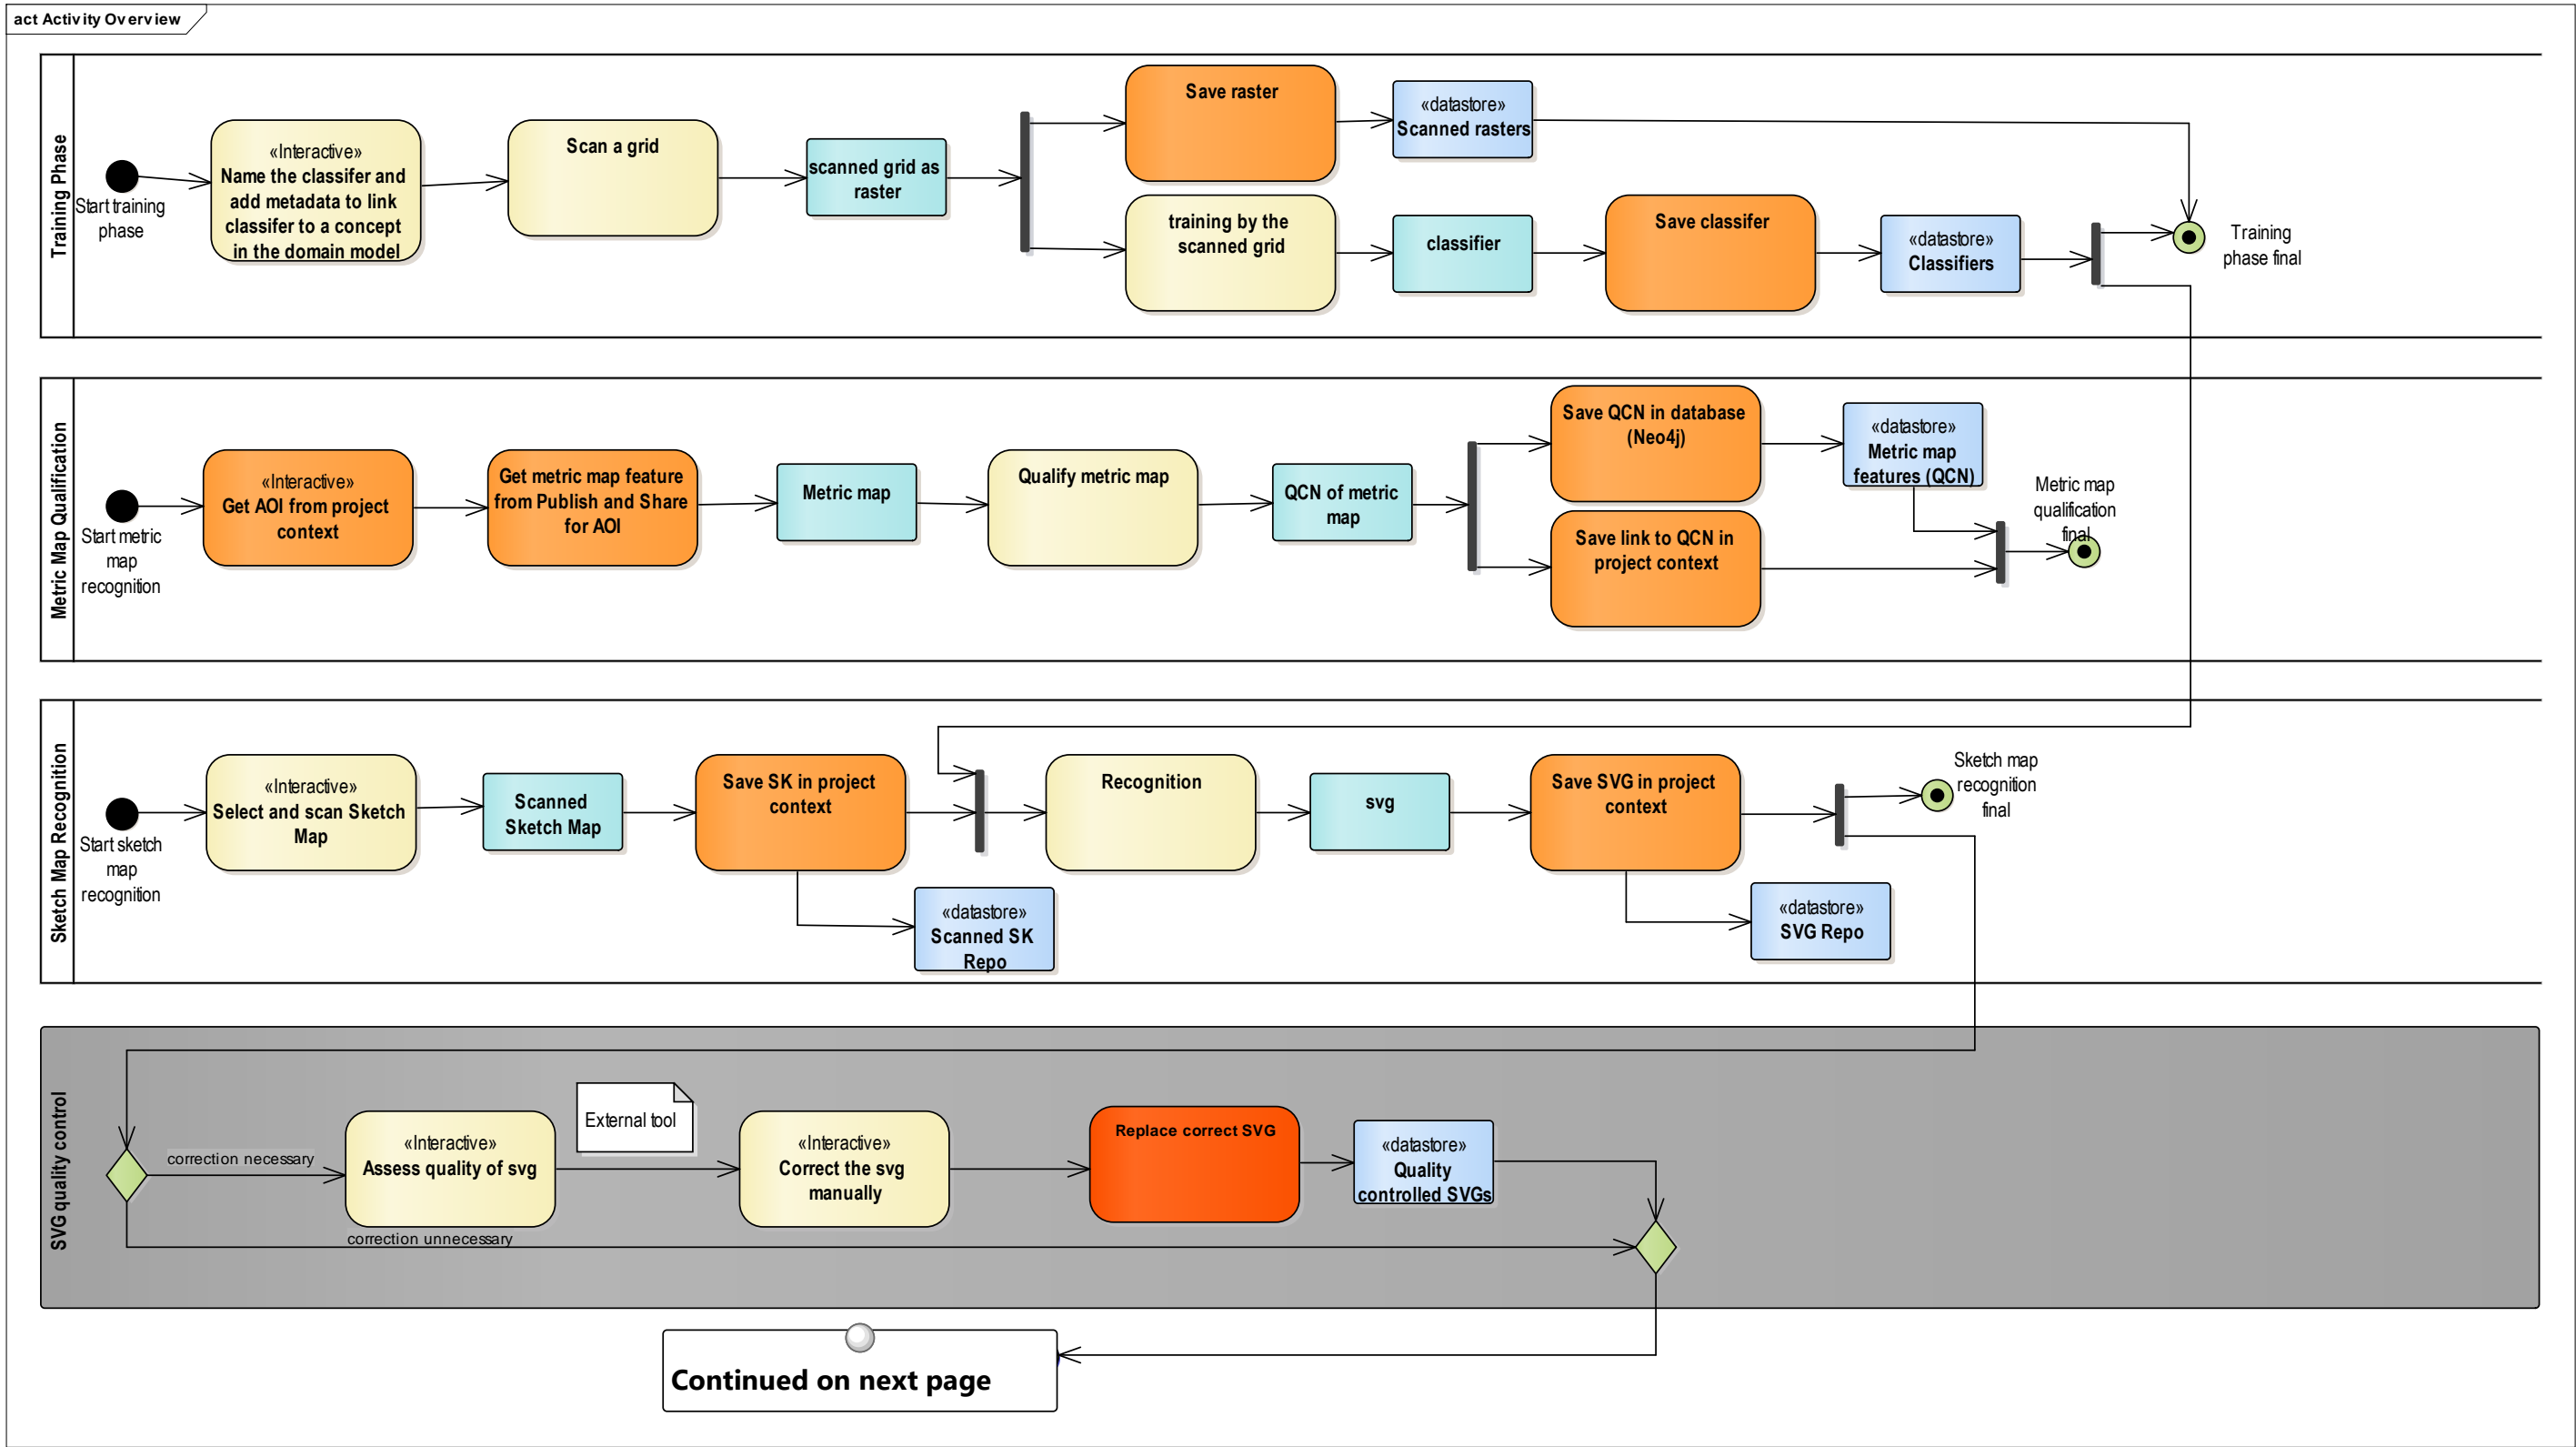 act Activity Overview
Training Phase
Start training
phase
«Interactive»
Name the classifer and
add metadata to link
classifer to a concept
in the domain model
Scan a grid
scanned grid as
raster
Save raster
«datastore»
Scanned rasters
training by the
scanned grid
classifier
Save classifer
«datastore»
Classifiers
Training
phase final
Metric Map Qualification
Start metric
map
recognition
«Interactive»
Get AOI from project
context
Get metric map feature
from Publish and Share
for AOI
Metric map
Qualify metric map
QCN of metric
map
Save QCN in database
(Neo4j)
«datastore»
Metric map
features (QCN)
Save link to QCN in
project context
Metric map
qualification
final
Sketch Map Recognition
Start sketch
map
recognition
«Interactive»
Select and scan Sketch
Map
Scanned
Sketch Map
Save SK in project
context
«datastore»
Scanned SK
Repo
Recognition
svg
Save SVG in project
context
«datastore»
SVG Repo
Sketch map
recognition
final
SVG quality control
correction necessary
correction unnecessary
«Interactive»
Assess quality of svg
External tool
«Interactive»
Correct the svg
manually
Replace correct SVG
«datastore»
Quality
controlled SVGs
Continued on next page